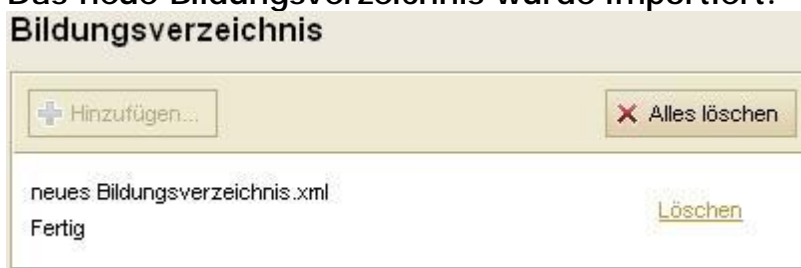 Das neue Bildungsverzeichnis wurde importiert.
Bildungsverzeichnis
Hinzufügen...
Alles löschen
neues Bildungsverzeichnis.xml
Löschen
Fertig